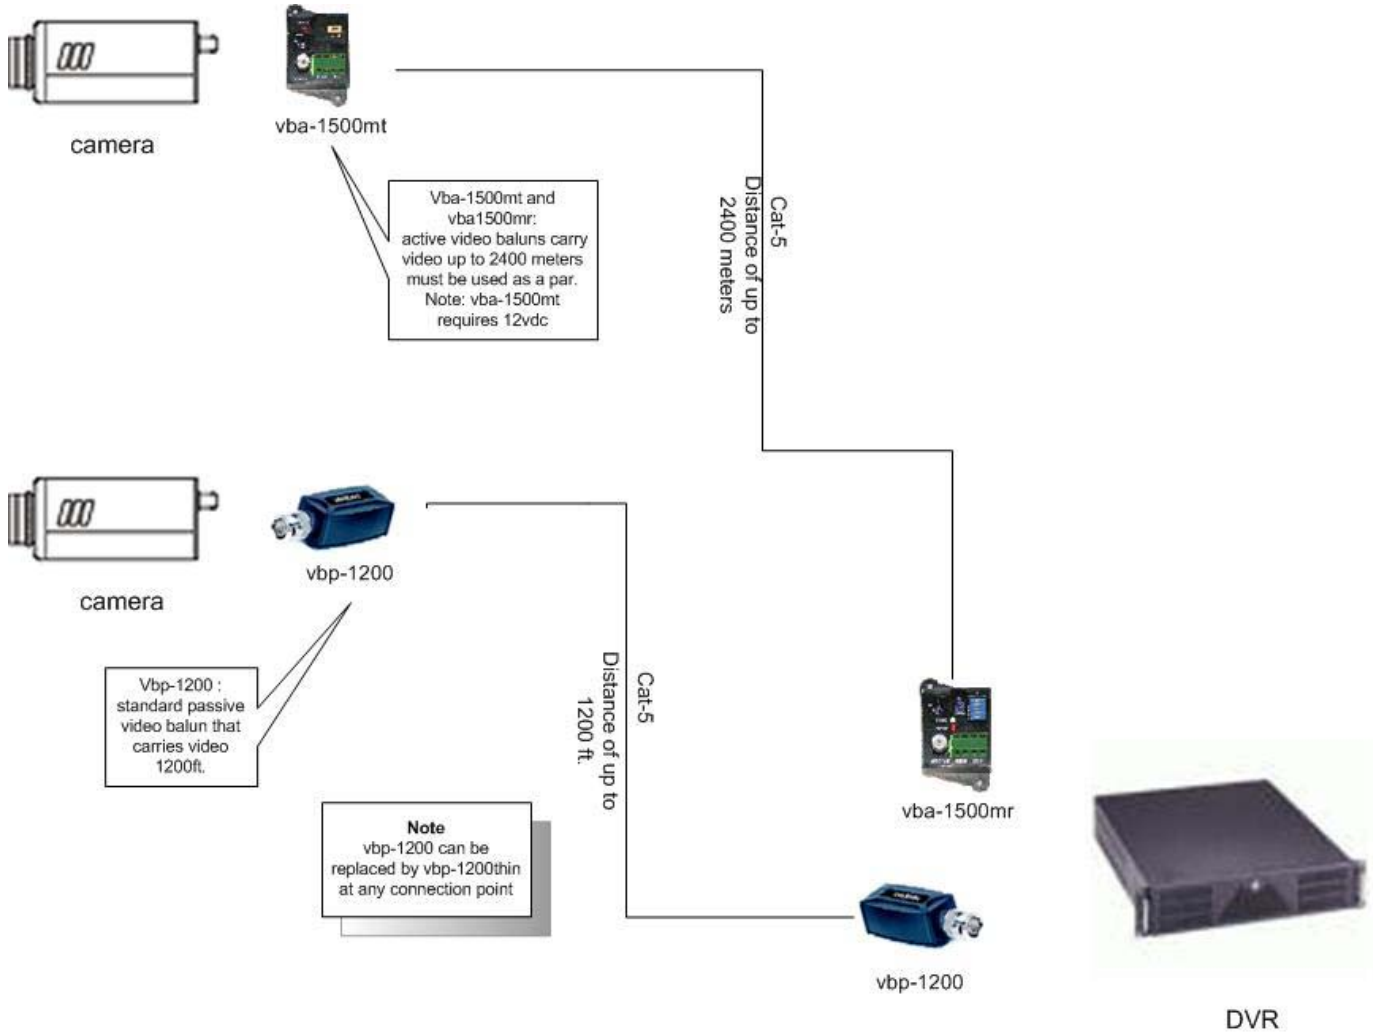 camera
vba-1500mt
Vba-1500mt and
vba1500mr:
active video baluns carry
video up to 2400 meters
must be used as a par.
Note: vba-1500mt
requires 12vdc
Cat-5
Distance of up to
2400 meters
camera
vbp-1200
Vbp-1200 :
standard passive
video balun that
carries video
1200ft.
Cat-5
Distance of up to
1200 ft.
Note
vbp-1200 can be
replaced by vbp-1200thin
at any connection point
vba-1500mr
vbp-1200
DVR